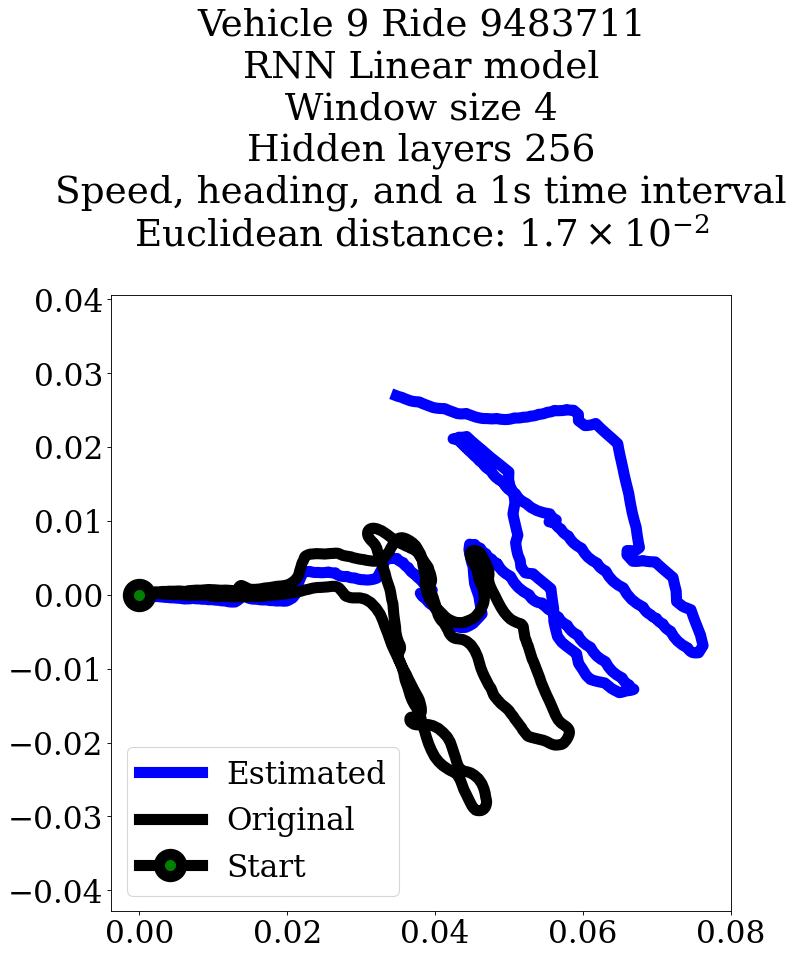 Vehicle 9 Ride 9483711
RNN Linear model
Window size 4
Hidden layers 256
Speed, heading, and a 1s time interval
Euclidean distance: 1.7 × 10⁻²
0.04
0.03
0.02
0.01
0.00
−0.01
−0.02
−0.03
−0.04
Estimated
Original
Start
0.00 0.02 0.04 0.06 0.08